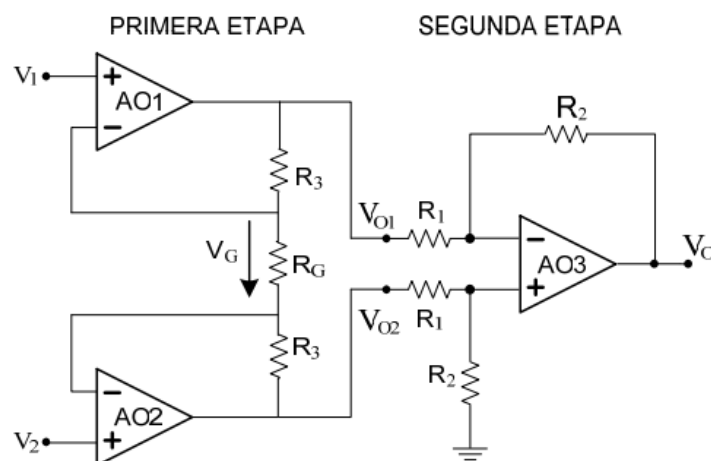 PRIMERA ETAPA
SEGUNDA ETAPA
V1
+
AO1
−
R3
VG
RG
R3
−
AO2
+
V2
VO1
R1
R2
−
AO3
+
VO
VO2
R1
R2